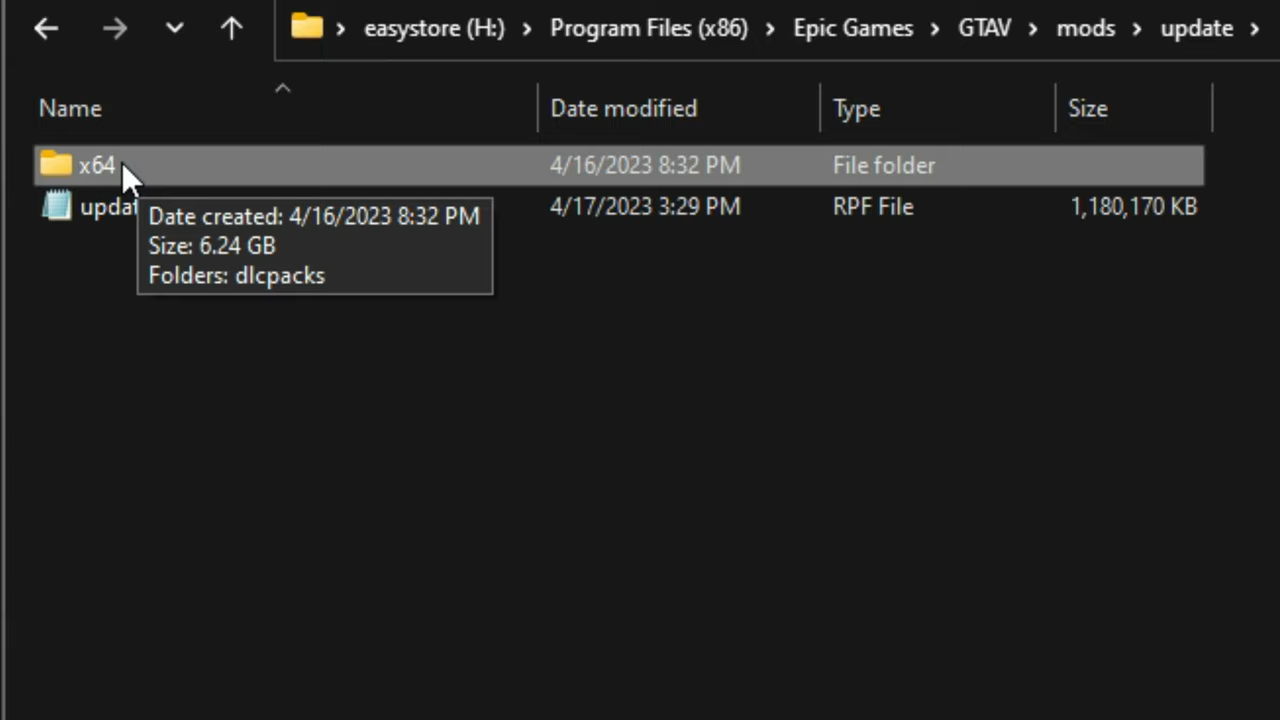 easystore (H:) › Program Files (x86) › Epic Games › GTAV › mods › update ›
Name Date modified Type Size
x64 4/16/2023 8:32 PM File folder
updat 4/17/2023 3:29 PM RPF File 1,180,170 KB
Date created: 4/16/2023 8:32 PM
Size: 6.24 GB
Folders: dlcpacks